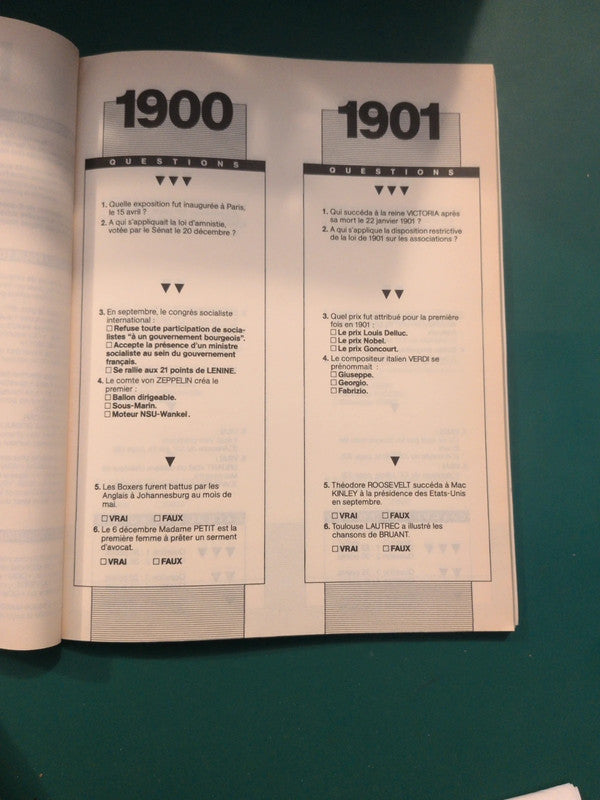 1900
QUESTIONS
▼▼▼
1. Quelle exposition fut inaugurée à Paris,
le 15 avril ?
2. A qui s'appliquait la loi d'amnistie,
votée par le Sénat le 20 décembre ?
▼▼
3. En septembre, le congrès socialiste
international :
☐ Refuse toute participation de socia-
listes "à un gouvernement bourgeois".
☐ Accepte la présence d'un ministre
socialiste au sein du gouvernement
français.
☐ Se rallie aux 21 points de LENINE.
4. Le comte von ZEPPELIN créa le
premier :
☐ Ballon dirigeable.
☐ Sous-Marin.
☐ Moteur NSU-Wankel.
▼
5. Les Boxers furent battus par les
Anglais à Johannesburg au mois de
mai.
☐ VRAI ☐ FAUX
6. Le 6 décembre Madame PETIT est la
première femme à prêter un serment
d'avocat.
☐ VRAI ☐ FAUX
1901
QUESTIONS
▼▼▼
1. Qui succéda à la reine VICTORIA après
sa mort le 22 janvier 1901 ?
2. A qui s'applique la disposition restrictive
de la loi de 1901 sur les associations ?
▼▼
3. Quel prix fut attribué pour la première
fois en 1901 :
☐ Le prix Louis Delluc.
☐ Le prix Nobel.
☐ Le prix Goncourt.
4. Le compositeur italien VERDI se
prénommait :
☐ Giuseppe.
☐ Georgio.
☐ Fabrizio.
▼
5. Théodore ROOSEVELT succéda à Mac
KINLEY à la présidence des Etats-Unis
en septembre.
☐ VRAI ☐ FAUX
6. Toulouse LAUTREC a illustré les
chansons de BRUANT.
☐ VRAI ☐ FAUX